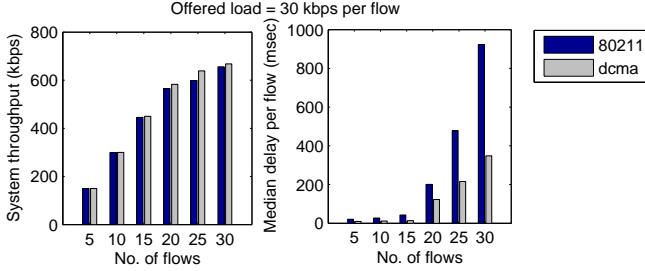 Offered load = 30 kbps per flow
System throughput (kbps)
800
600
400
200
0
5 10 15 20 25 30
No. of flows
Median delay per flow (msec)
1000
800
600
400
200
0
5 10 15 20 25 30
No. of flows
80211
dcma